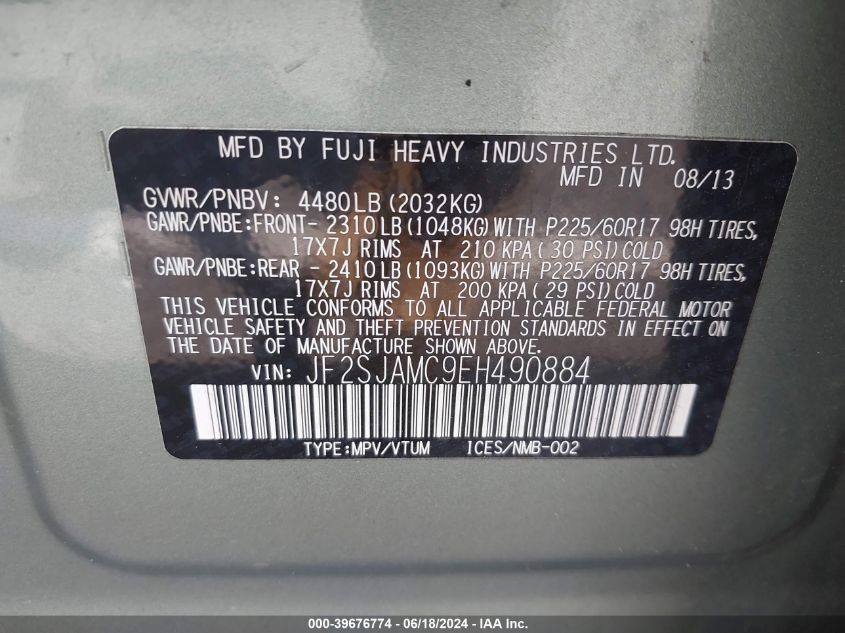 MFD BY FUJI HEAVY INDUSTRIES LTD.
MFD IN 08/13
GVWR/PNBV: 4480LB(2032KG)
GAWR/PNBE:FRONT- 2310LB(1048KG)WITH P225/60R17 98H TIRES,
17X7J RIMS AT 210 KPA(30 PSI)COLD
GAWR/PNBE:REAR - 2410LB(1093KG)WITH P225/60R17 98H TIRES,
17X7J RIMS AT 200 KPA(29 PSI)COLD
THIS VEHICLE CONFORMS TO ALL APPLICABLE FEDERAL MOTOR
VEHICLE SAFETY AND THEFT PREVENTION STANDARDS IN EFFECT ON
THE DATE OF MANUFACTURE SHOWN ABOVE.
VIN: JF2SJAMC9EH490884
TYPE:MPV/VTUM ICES/NMB-002
000-39676774 - 06/18/2024 - IAA Inc.